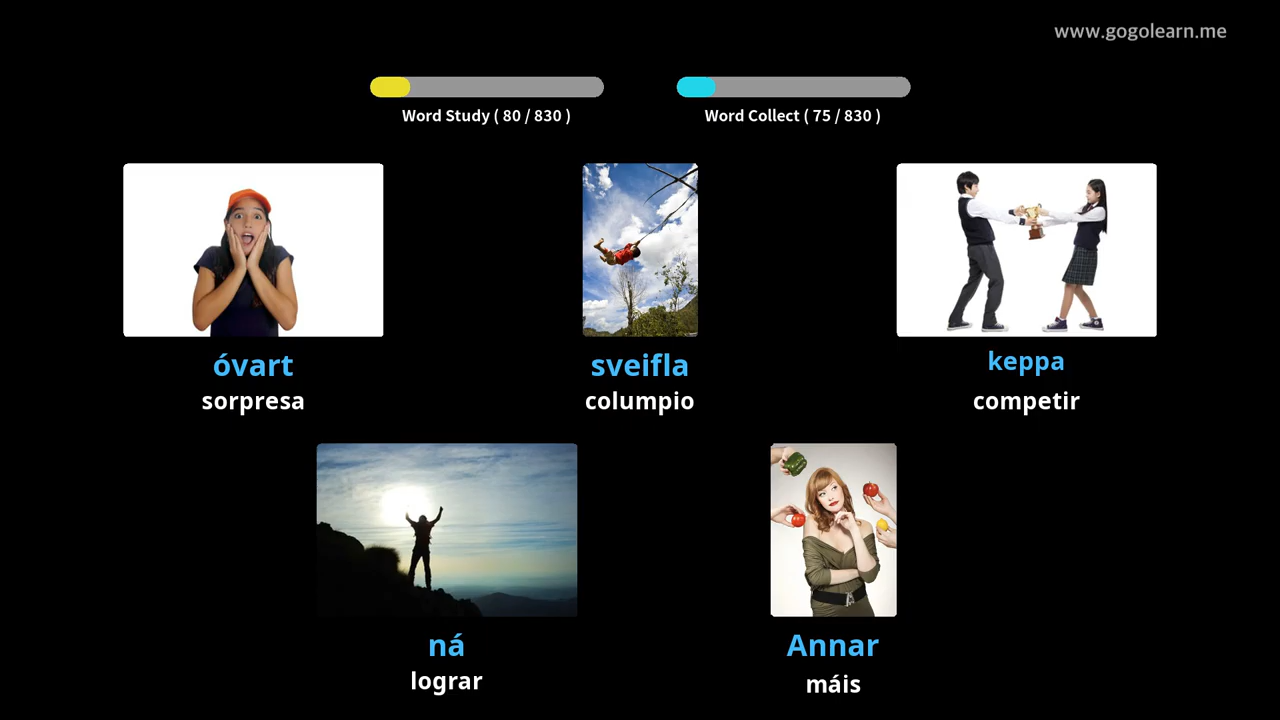 www.gogolearn.me
Word Study ( 80 / 830 )
Word Collect ( 75 / 830 )
óvart
sorpresa
sveifla
columpio
keppa
competir
ná
lograr
Annar
máis